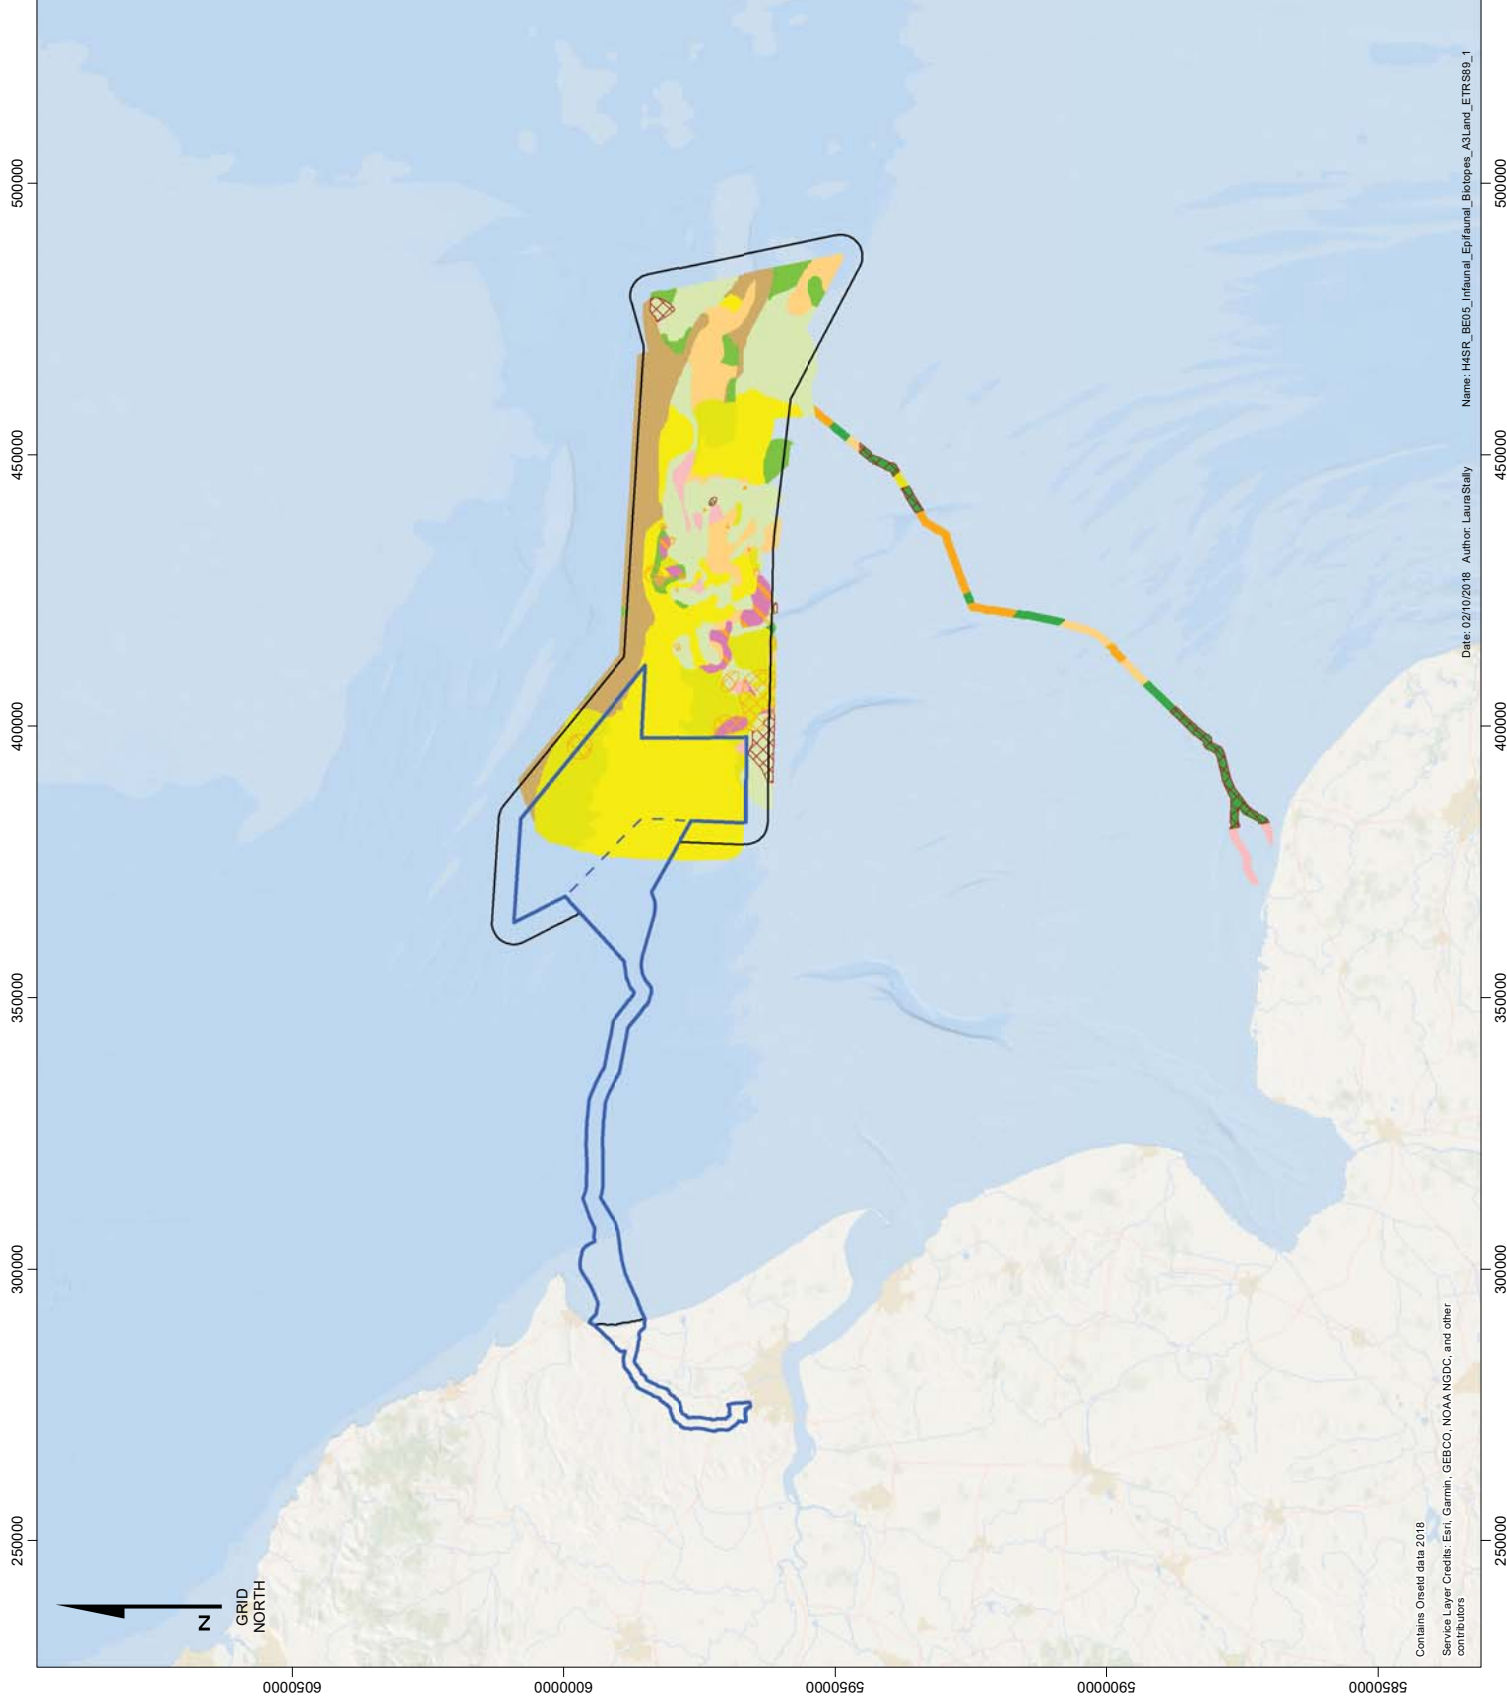 250000
300000
350000
400000
450000
500000
N
GRID
NORTH
6050000
6000000
5950000
5900000
5850000
Contains Orsetd data 2018
Service Layer Credits: Esri, Garmin, GEBCO, NOAA NGDC, and other
contributors
Date: 02/10/2018 Author: LauraStally Name: H4SR_BE05_Infaunal_Epifaunal_Biotopes_A3Land_ETRS89_1
250000
300000
350000
400000
450000
500000